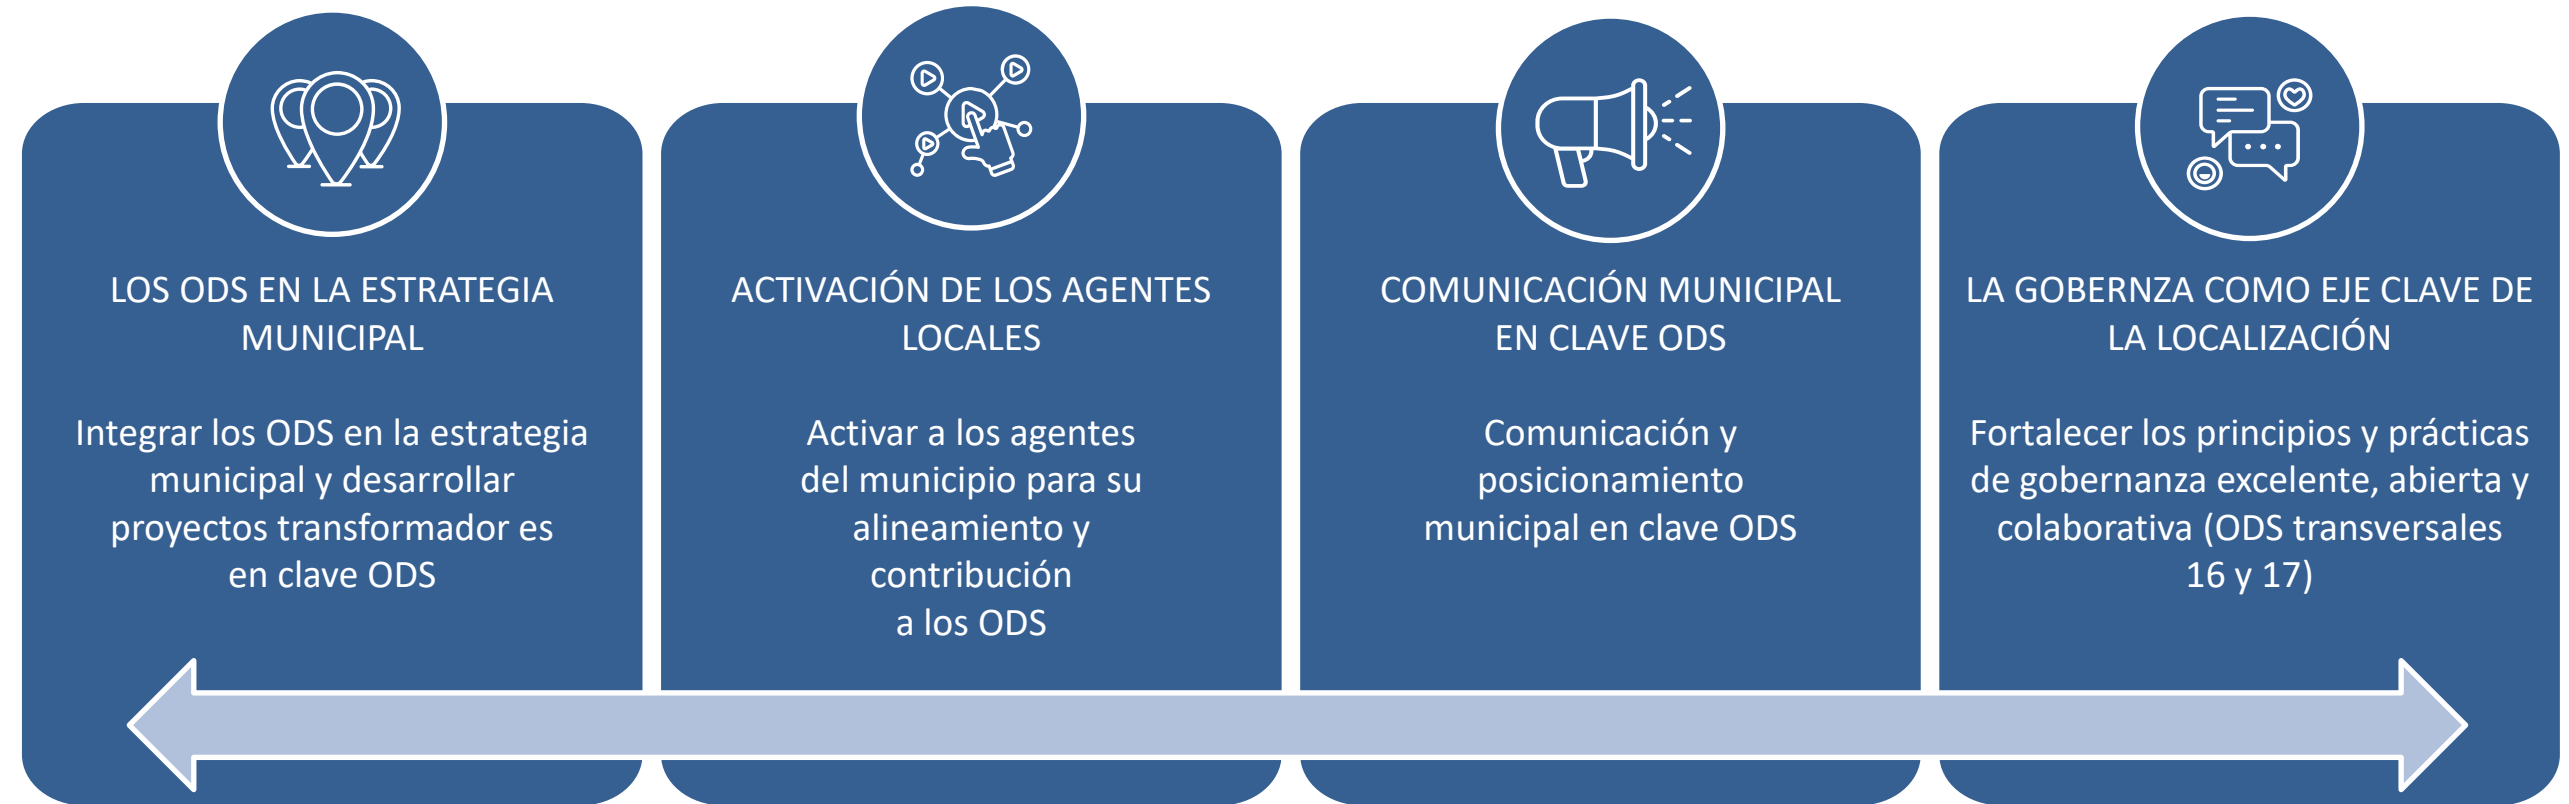 LOS ODS EN LA ESTRATEGIA
MUNICIPAL
Integrar los ODS en la estrategia
municipal y desarrollar
proyectos transformador es
en clave ODS
ACTIVACIÓN DE LOS AGENTES
LOCALES
Activar a los agentes
del municipio para su
alineamiento y
contribución
a los ODS
COMUNICACIÓN MUNICIPAL
EN CLAVE ODS
Comunicación y
posicionamiento
municipal en clave ODS
LA GOBERNZA COMO EJE CLAVE DE
LA LOCALIZACIÓN
Fortalecer los principios y prácticas
de gobernanza excelente, abierta y
colaborativa (ODS transversales
16 y 17)